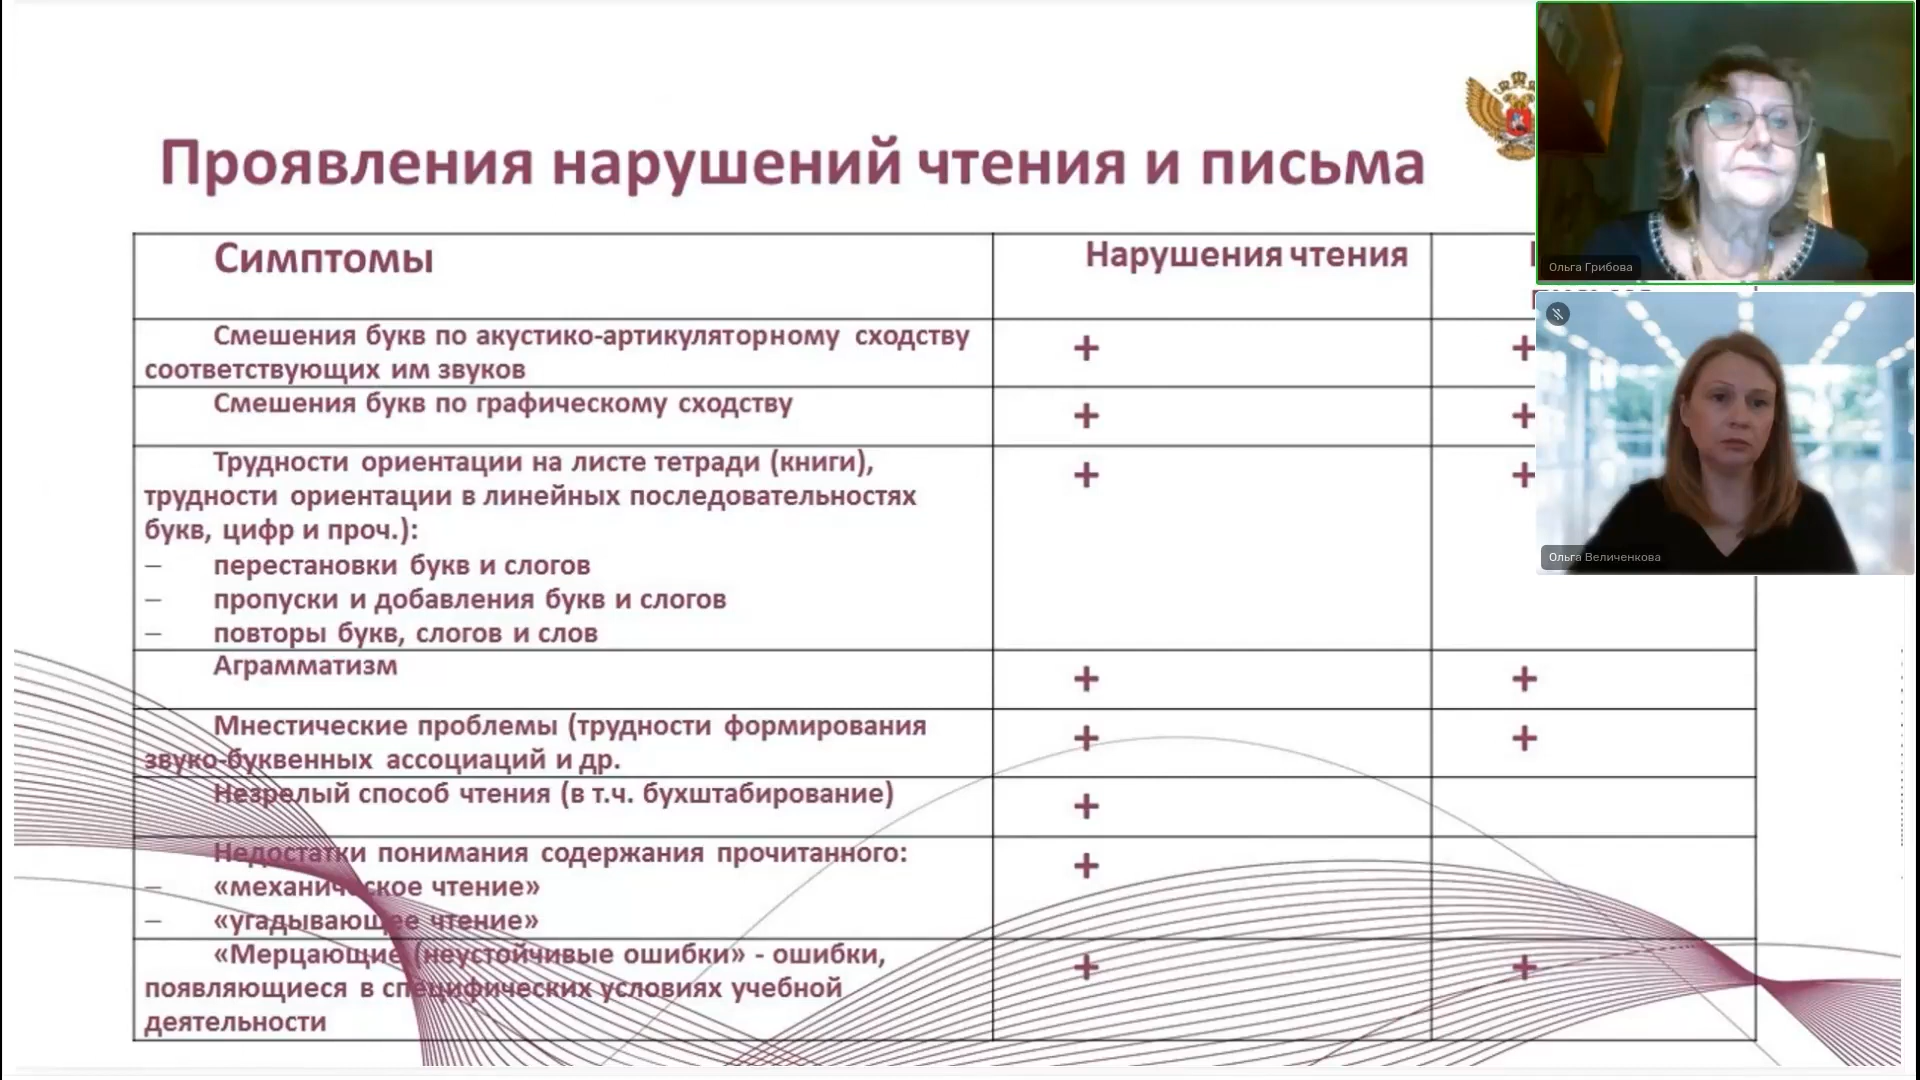 Проявления нарушений чтения и письма
Симптомы
Нарушения чтения
Смешения букв по акустико-артикуляторному сходству
соответствующих им звуков
+
+
Смешения букв по графическому сходству
+
+
Трудности ориентации на листе тетради (книги),
трудности ориентации в линейных последовательностях
букв, цифр и проч.):
– перестановки букв и слогов
– пропуски и добавления букв и слогов
– повторы букв, слогов и слов
+
+
Аграмматизм
+
+
Мнестические проблемы (трудности формирования
звуко-буквенных ассоциаций и др.
+
+
Незрелый способ чтения (в т.ч. бухштабирование)
+
Недостатки понимания содержания прочитанного:
– «механическое чтение»
– «угадывающее чтение»
+
«Мерцающие (неустойчивые ошибки» - ошибки,
появляющиеся в специфических условиях учебной
деятельности
+
+
Ольга Грибова
Ольга Величенкова